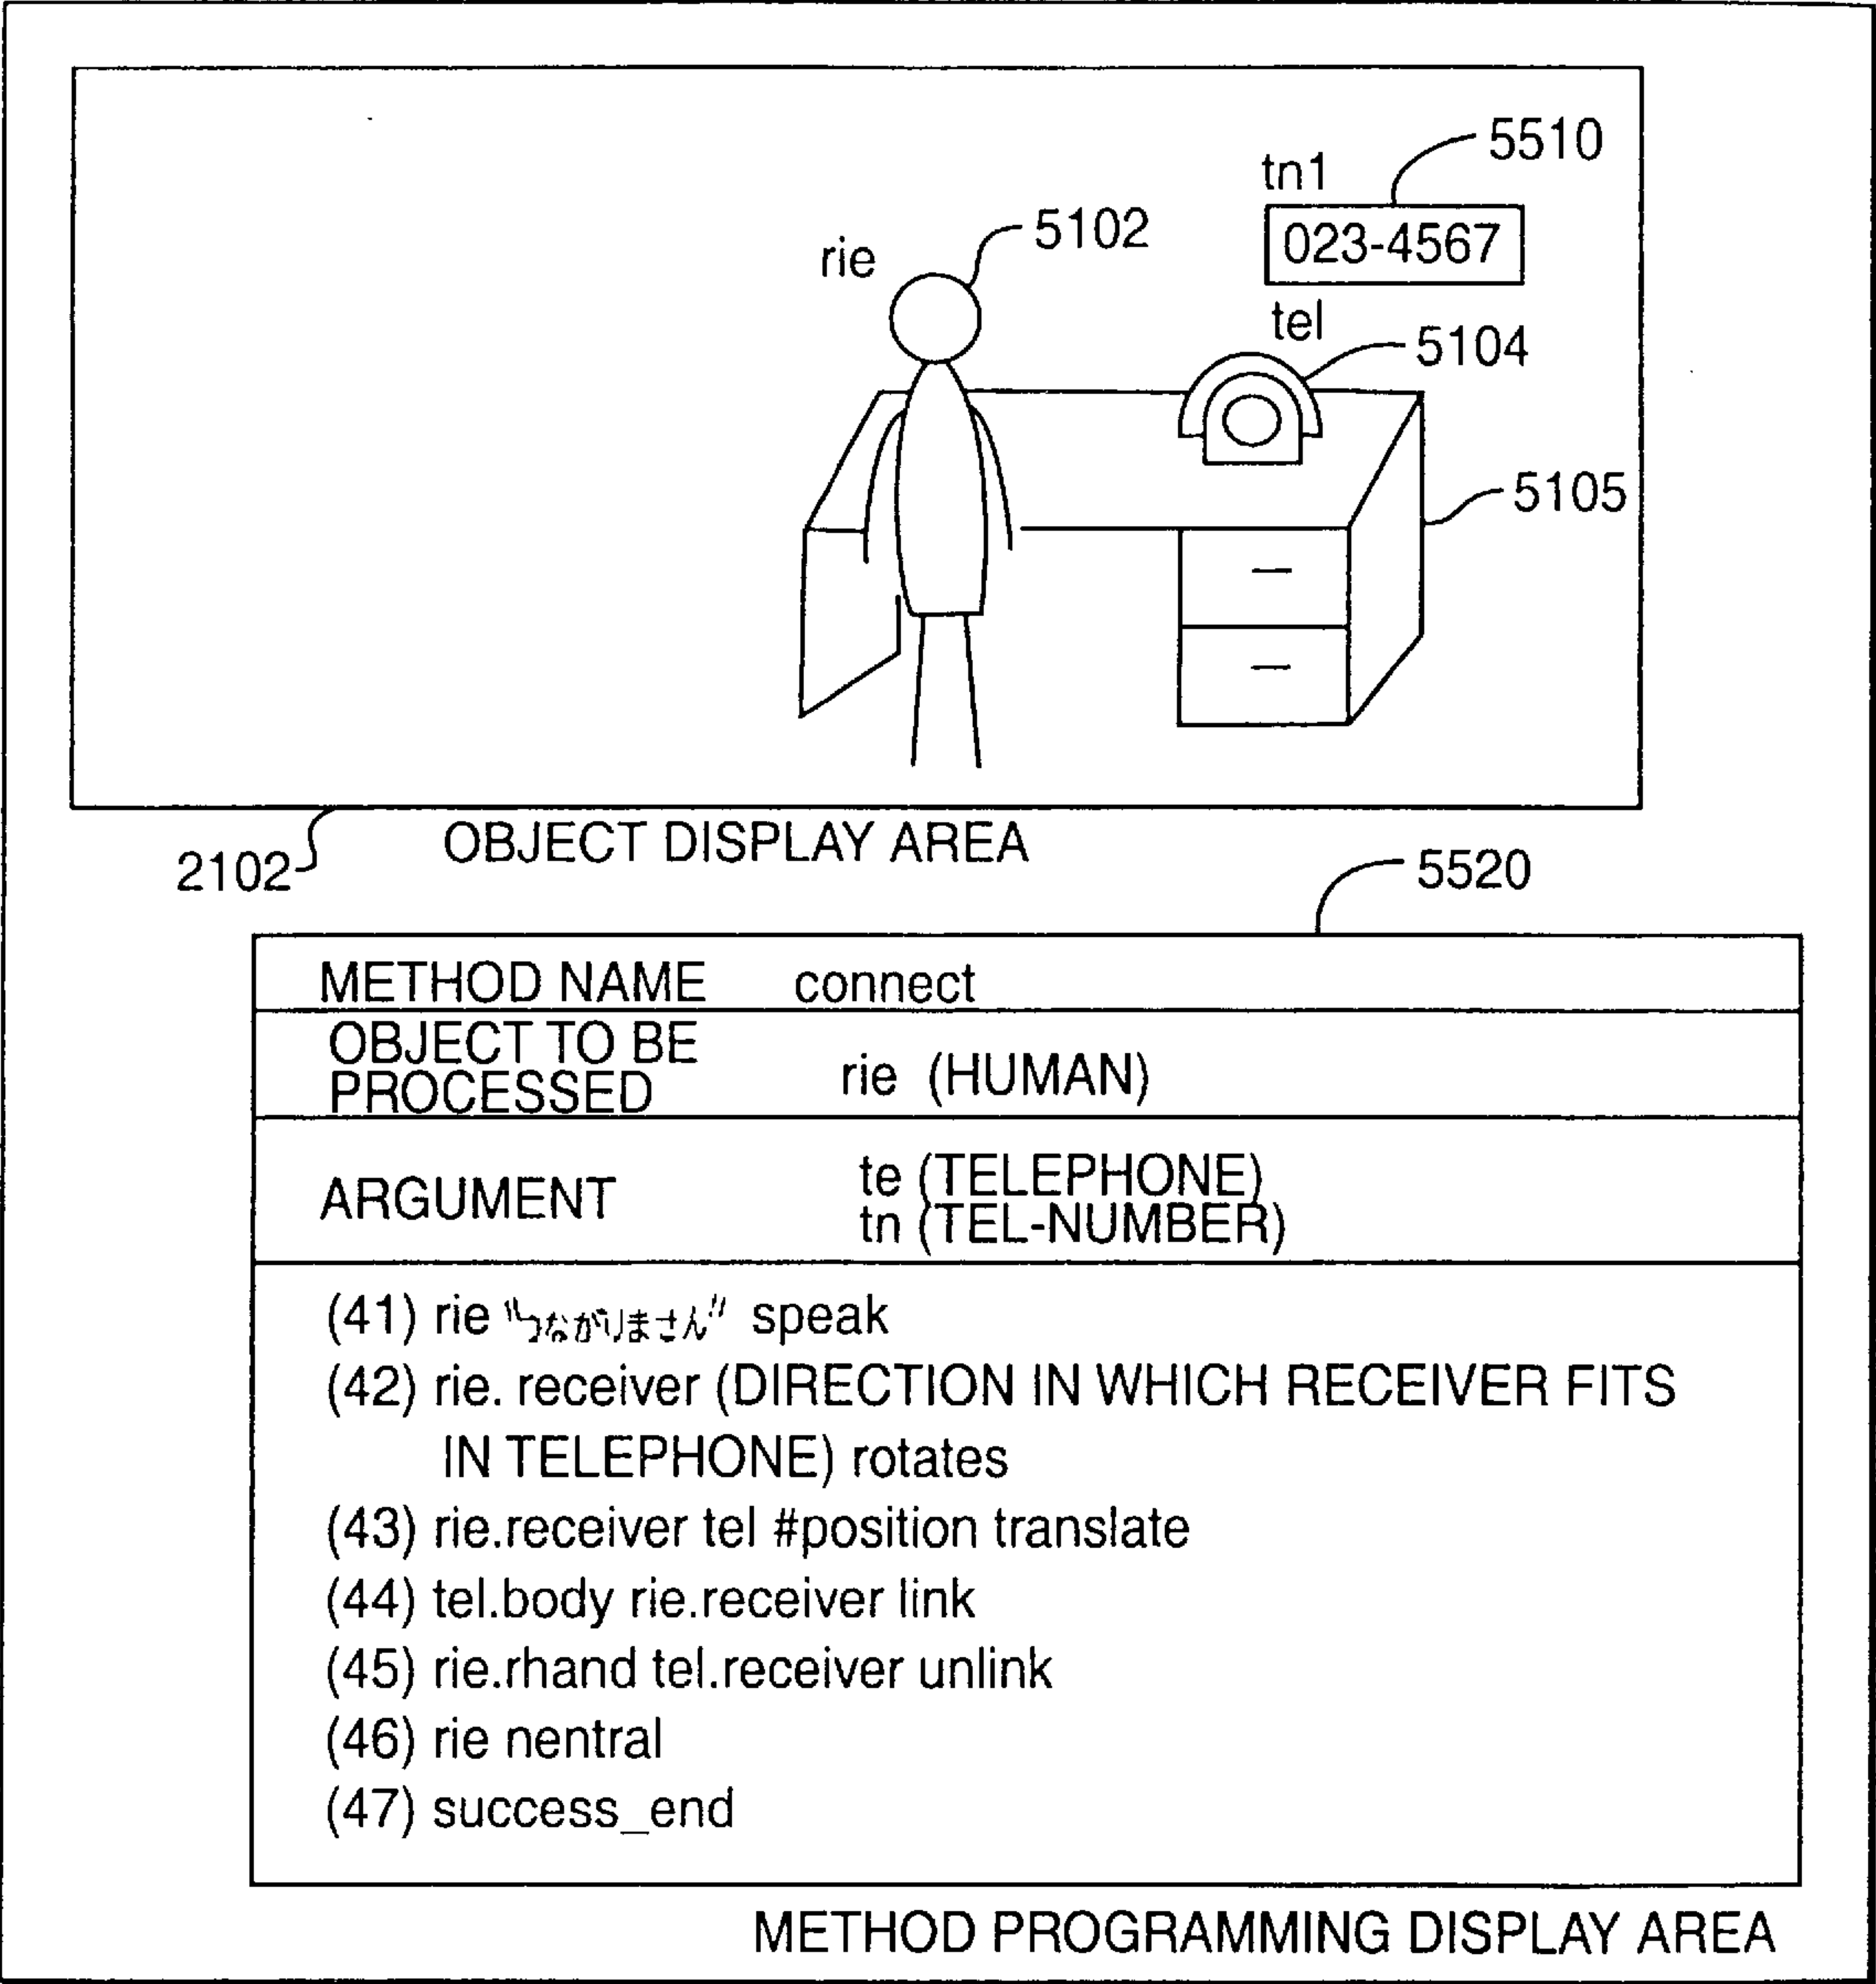 5510
tn1
5102
023-4567
rie
tel
5104
5105
OBJECT DISPLAY AREA
2102
5520
METHOD NAME connect
OBJECT TO BE
PROCESSED rie (HUMAN)
ARGUMENT te (TELEPHONE)
tn (TEL-NUMBER)
(41) rie "つながりません" speak
(42) rie. receiver (DIRECTION IN WHICH RECEIVER FITS
IN TELEPHONE) rotates
(43) rie.receiver tel #position translate
(44) tel.body rie.receiver link
(45) rie.rhand tel.receiver unlink
(46) rie nentral
(47) success_end
METHOD PROGRAMMING DISPLAY AREA